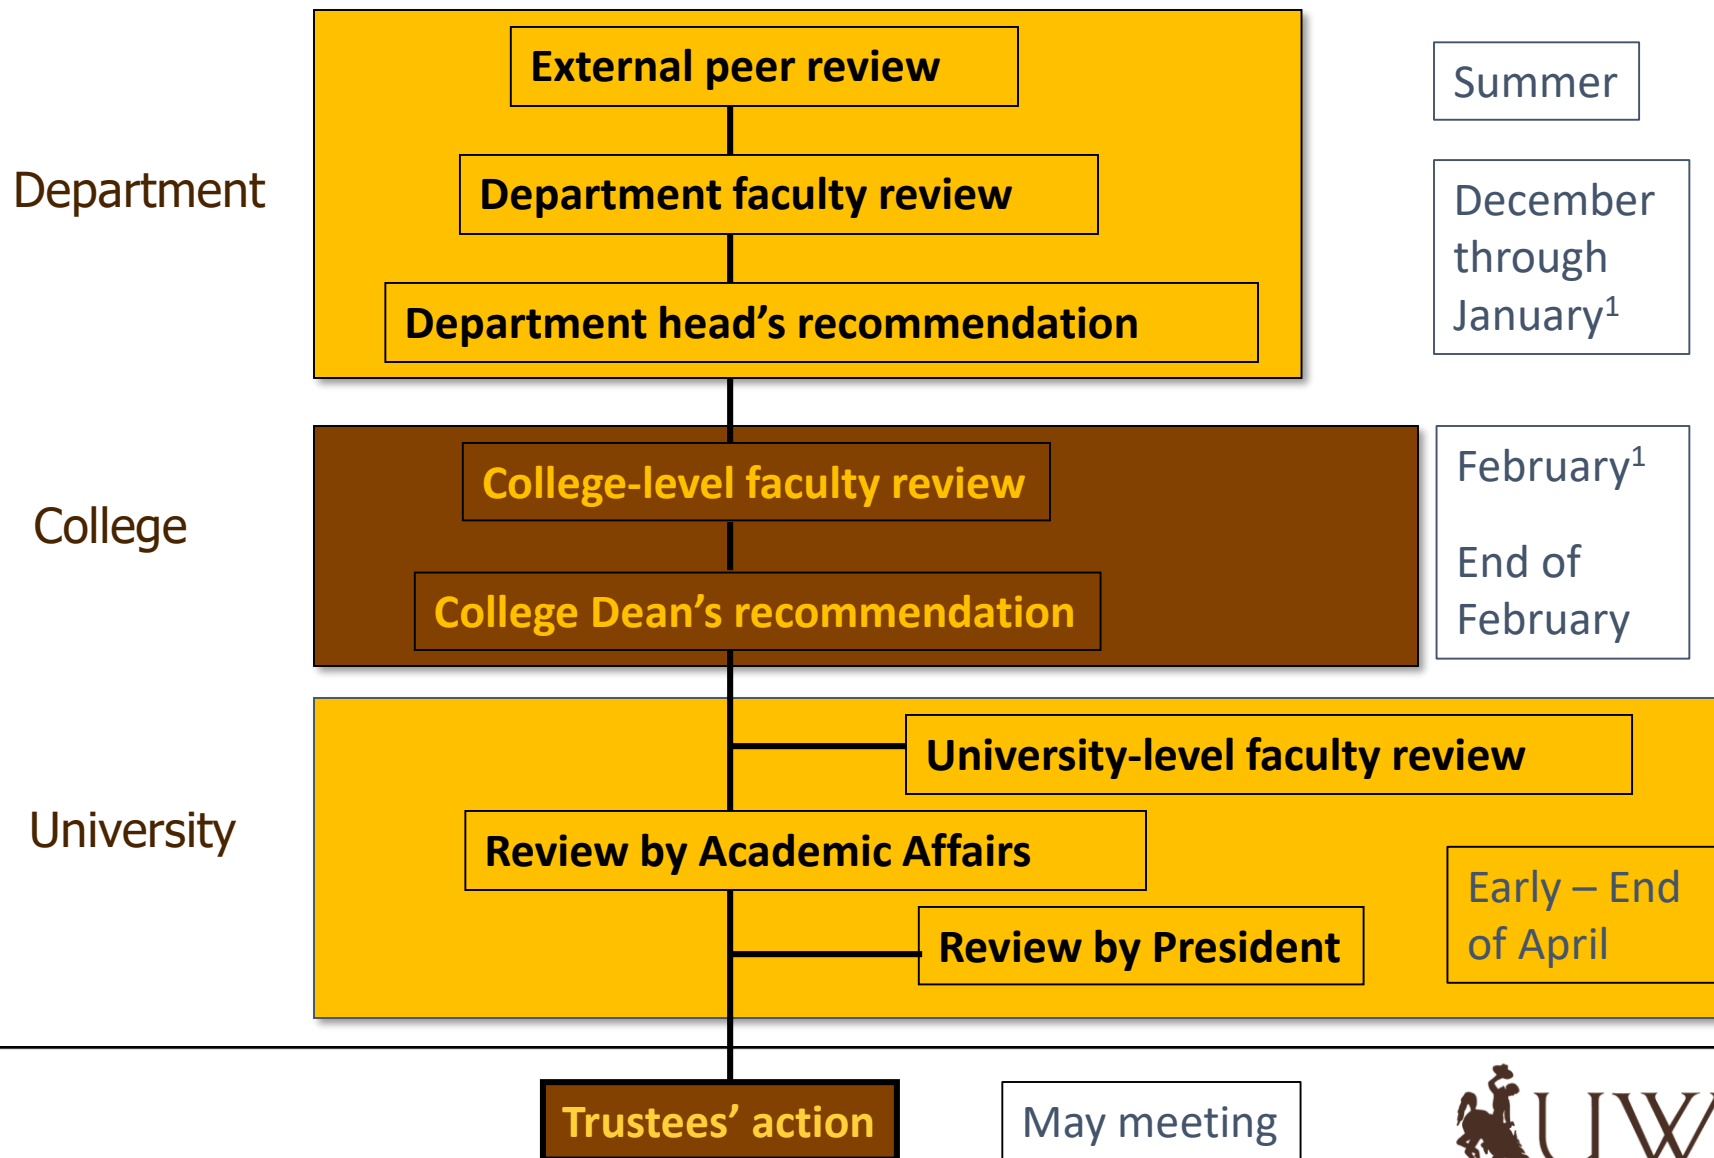 External peer review
Summer
Department
Department faculty review
December
through
January¹
Department head’s recommendation
College-level faculty review
February¹
College
End of
February
College Dean’s recommendation
University-level faculty review
University
Review by Academic Affairs
Early – End
of April
Review by President
Trustees’ action
May meeting
UW